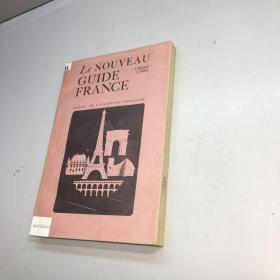 Le NOUVEAU
GUIDE
FRANCE
MANUEL DE CIVILISATION FRANÇAISE